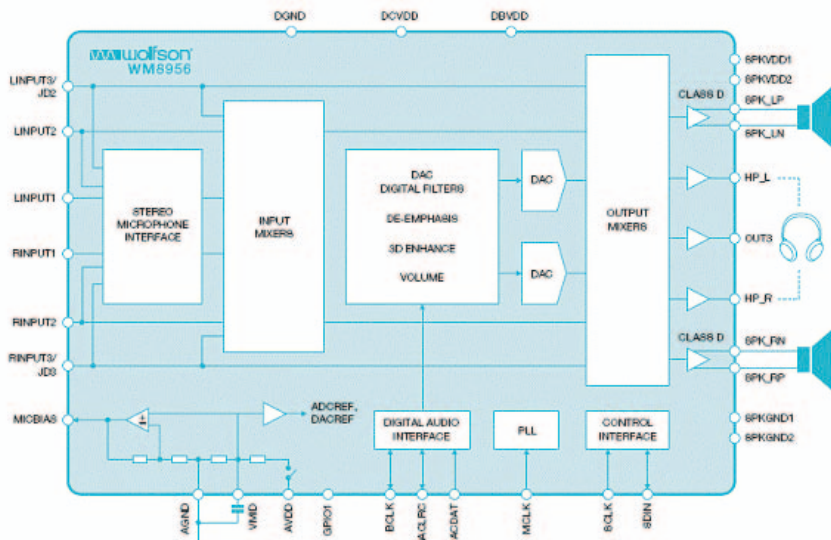 DGND
DCVDD
DBVDD
wolfson
WM8956
LINPUT3/
JD2
LINPUT2
LINPUT1
RINPUT1
RINPUT2
RINPUT3/
JD3
MICBIAS
STEREO
MICROPHONE
INTERFACE
INPUT
MIXERS
DAC
DIGITAL FILTERS
DE-EMPHASIS
3D ENHANCE
VOLUME
DAC
DAC
OUTPUT
MIXERS
CLASS D
CLASS D
SPKVDD1
SPKVDD2
SPK_LP
SPK_LN
HP_L
OUT3
HP_R
SPK_RN
SPK_RP
SPKGND1
SPKGND2
ADCREF,
DACREF
DIGITAL AUDIO
INTERFACE
PLL
CONTROL
INTERFACE
AGND
VMID
AVDD
GPIO1
BCLK
ACLRC
ACDAT
MCLK
SCLK
SDIN